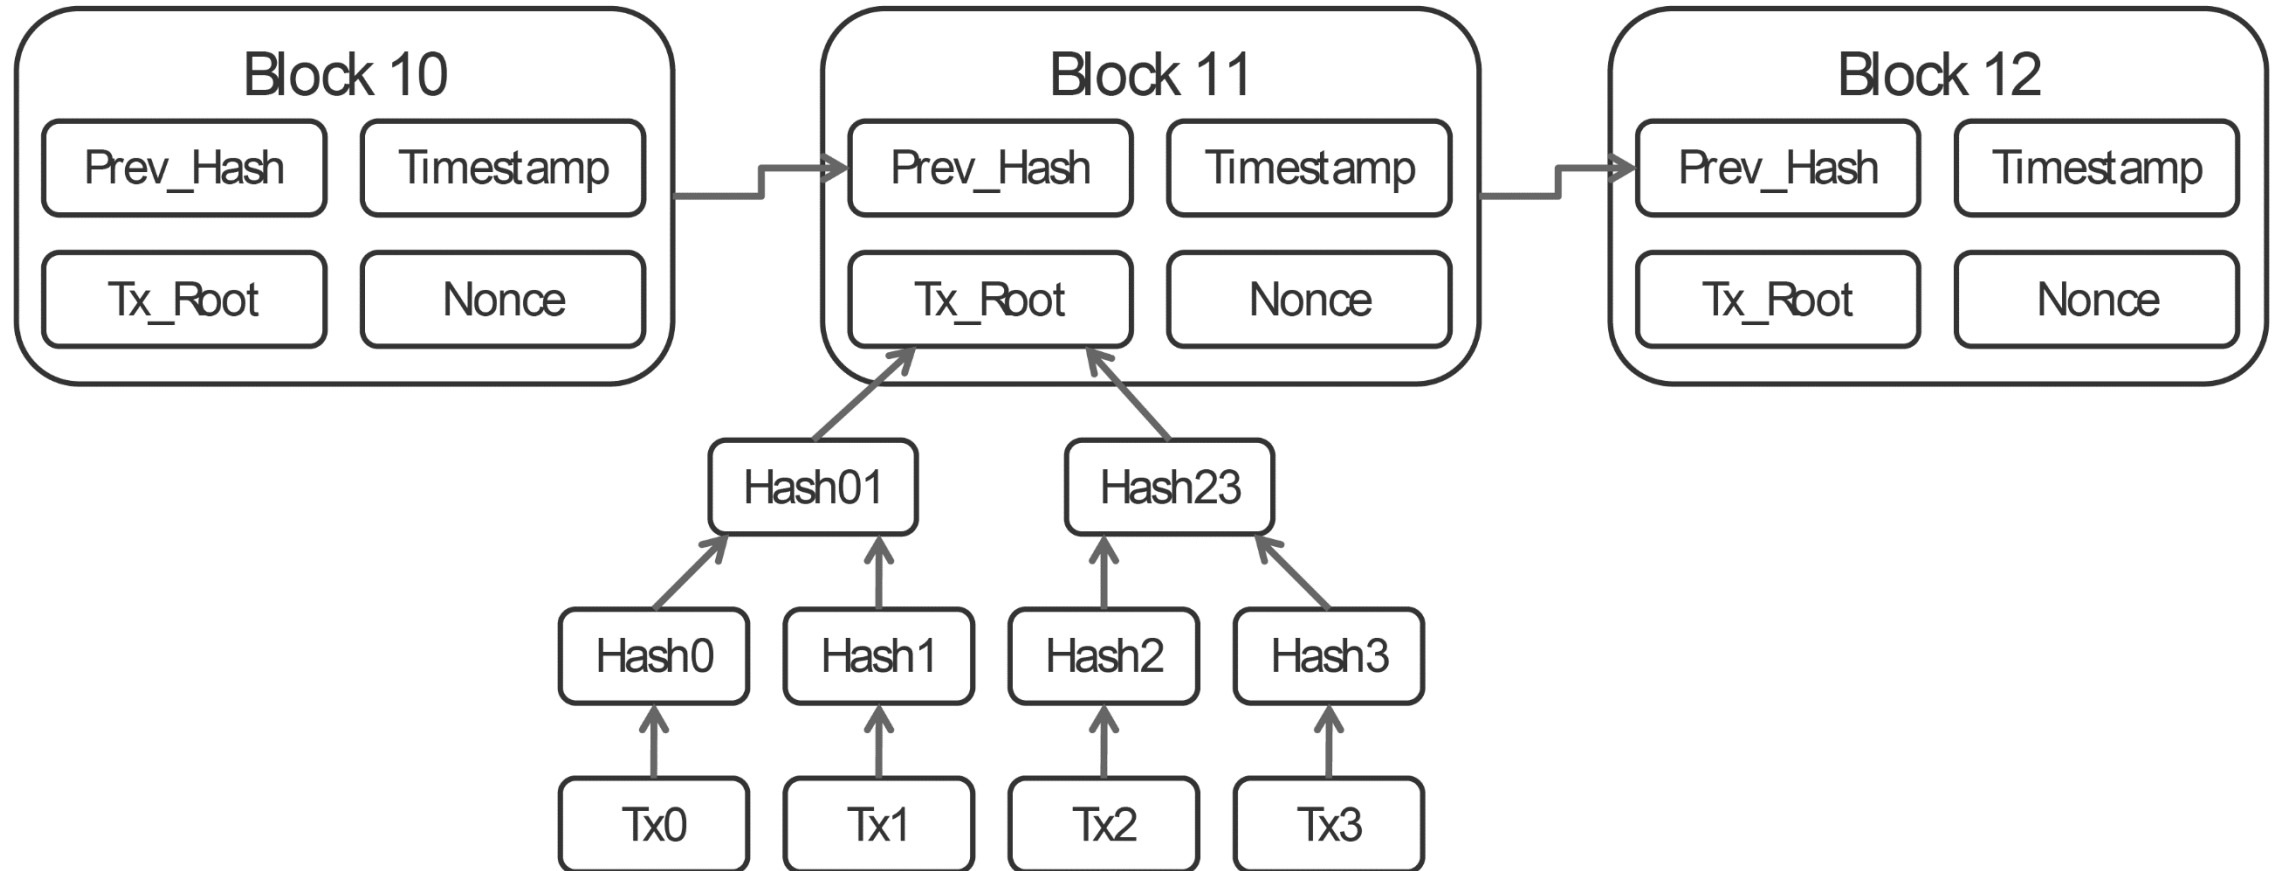 Block 10
Block 11
Block 12
Prev_Hash
Timestamp
Prev_Hash
Timestamp
Prev_Hash
Timestamp
Tx_Root
Nonce
Tx_Root
Nonce
Tx_Root
Nonce
Hash01
Hash23
Hash0
Hash1
Hash2
Hash3
Tx0
Tx1
Tx2
Tx3